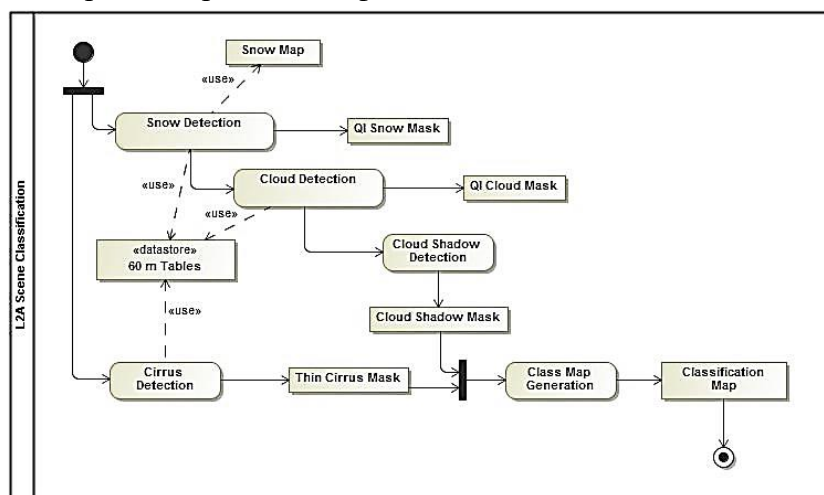 L2A Scene Classification
Snow Map
«use»
Snow Detection
QI Snow Mask
«use»
Cloud Detection
QI Cloud Mask
«use»
«datastore»
60 m Tables
Cloud Shadow
Detection
«use»
Cloud Shadow Mask
Cirrus
Detection
Thin Cirrus Mask
Class Map
Generation
Classification
Map